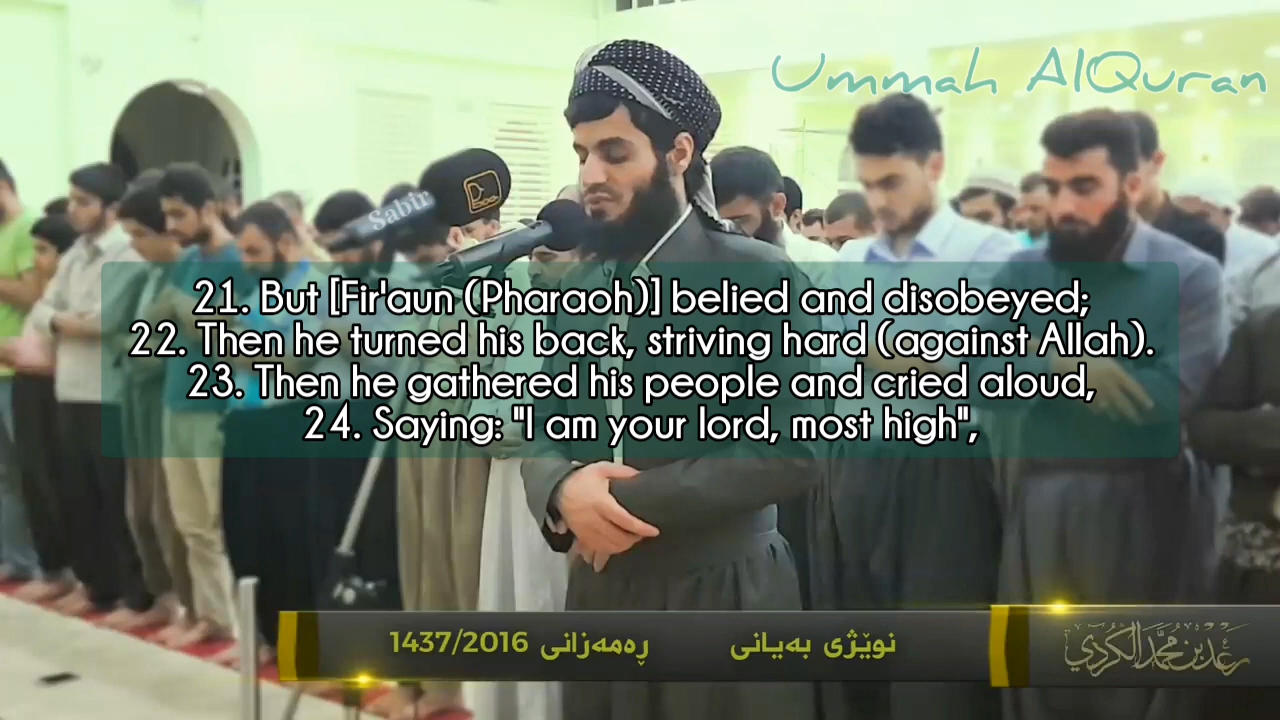 Ummah AlQuran
Sabir
21. But [Fir'aun (Pharaoh)] belied and disobeyed;
22. Then he turned his back, striving hard (against Allah).
23. Then he gathered his people and cried aloud,
24. Saying: "I am your lord, most high",
نوێژی بەیانی ڕەمەزانی 1437/2016
رعد بن محمد الكردي